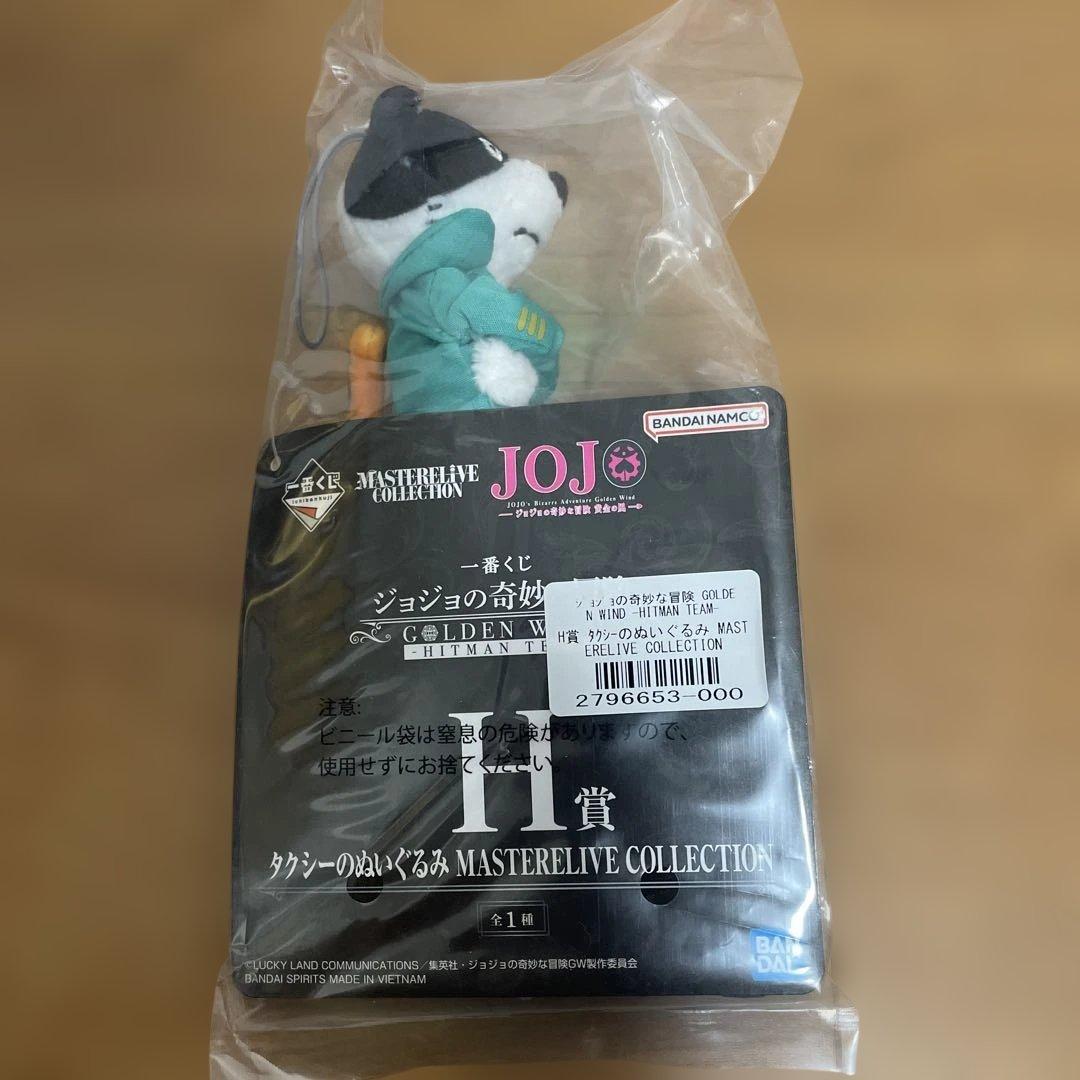 BANDAI NAMCO
一番くじ
ichiban kuji
MASTERELIVE
COLLECTION
JOJO
JOJO's Bizarre Adventure Golden Wind
ジョジョの奇妙な冒険 黄金の風
一番くじ
ジョジョの奇妙
GOLDEN W
-HITMAN TE
ジョジョの奇妙な冒険 GOLDE
N WIND -HITMAN TEAM-
H賞 タクシーのぬいぐるみ MAST
ERELIVE COLLECTION
2796653-000
注意:
ビニール袋は窒息の危険がありますので、
使用せずにお捨てください。
H賞
タクシーのぬいぐるみ MASTERELIVE COLLECTION
全1種
©LUCKY LAND COMMUNICATIONS/集英社・ジョジョの奇妙な冒険GW製作委員会
BANDAI SPIRITS MADE IN VIETNAM
BAN
DAI